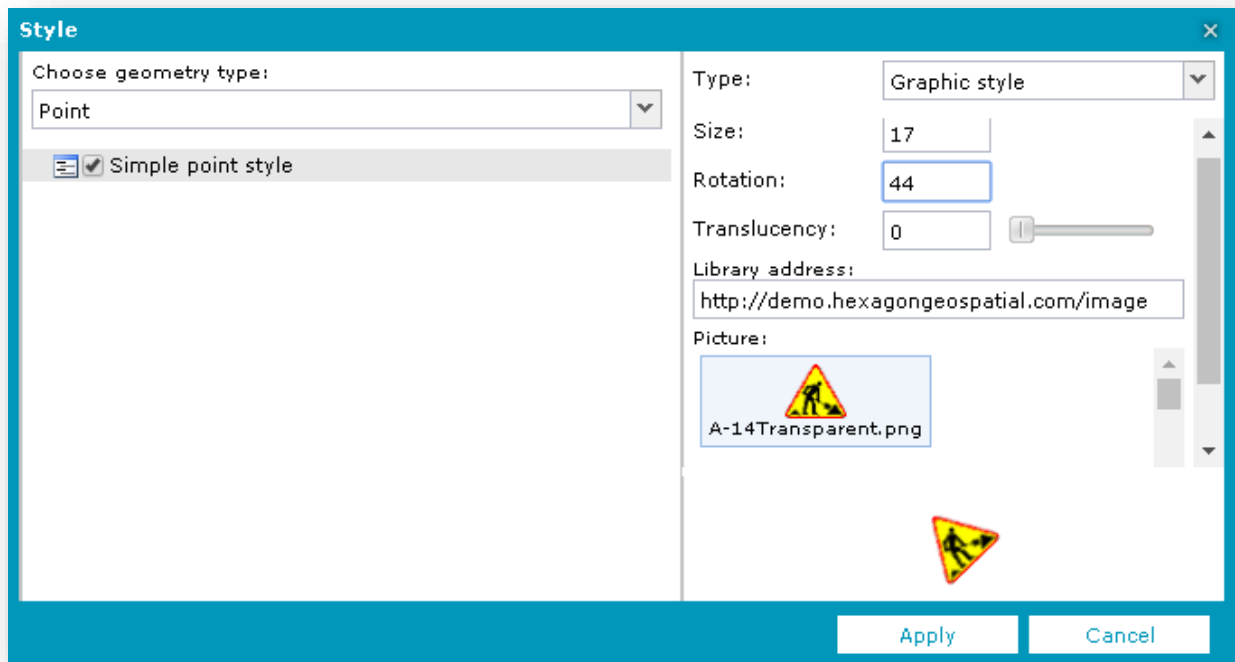 Style
Choose geometry type:
Point
Simple point style
Type:
Graphic style
Size:
17
Rotation:
44
Translucency:
0
Library address:
http://demo.hexagongeospatial.com/image
Picture:
A-14Transparent.png
Apply
Cancel